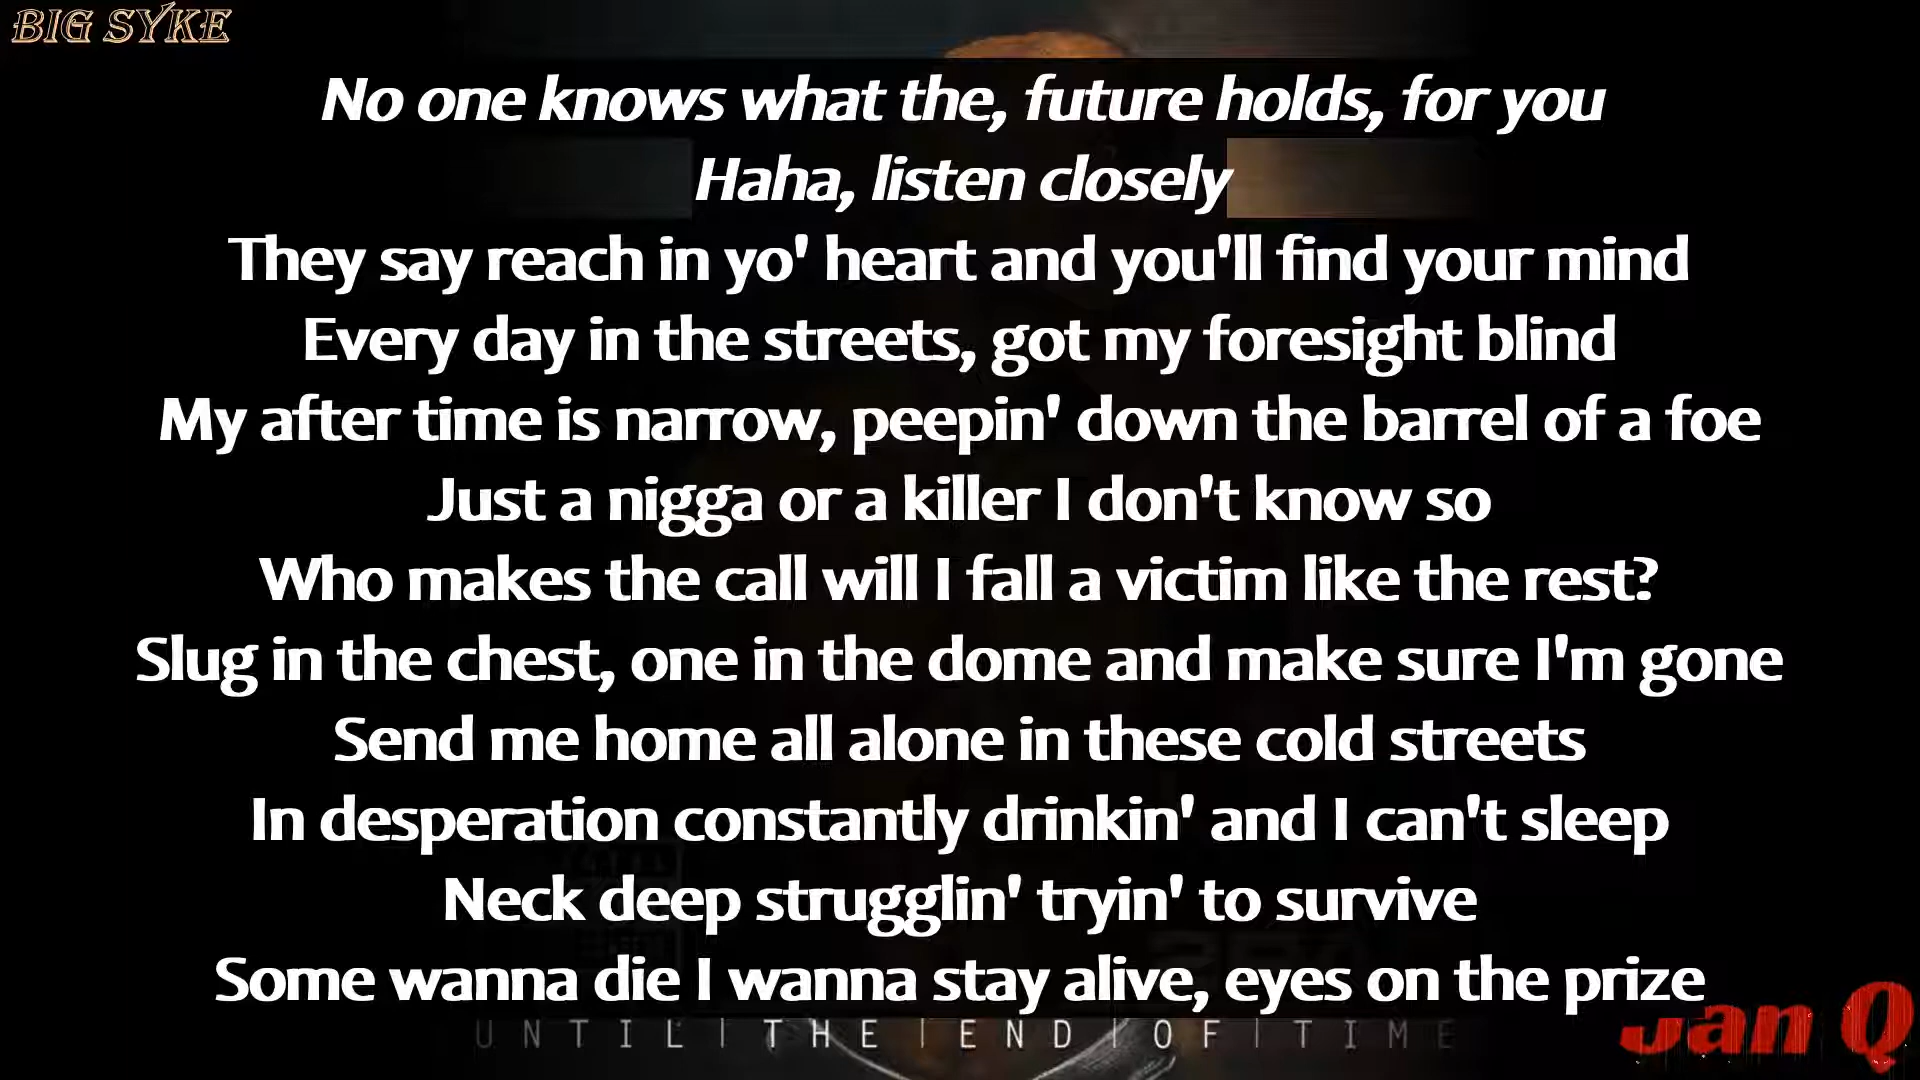 BIG SYKE
No one knows what the, future holds, for you
Haha, listen closely
They say reach in yo' heart and you'll find your mind
Every day in the streets, got my foresight blind
My after time is narrow, peepin' down the barrel of a foe
Just a nigga or a killer I don't know so
Who makes the call will I fall a victim like the rest?
Slug in the chest, one in the dome and make sure I'm gone
Send me home all alone in these cold streets
In desperation constantly drinkin' and I can't sleep
Neck deep strugglin' tryin' to survive
Some wanna die I wanna stay alive, eyes on the prize
UNTIL | THE | END | OF | TIME
Jan Q